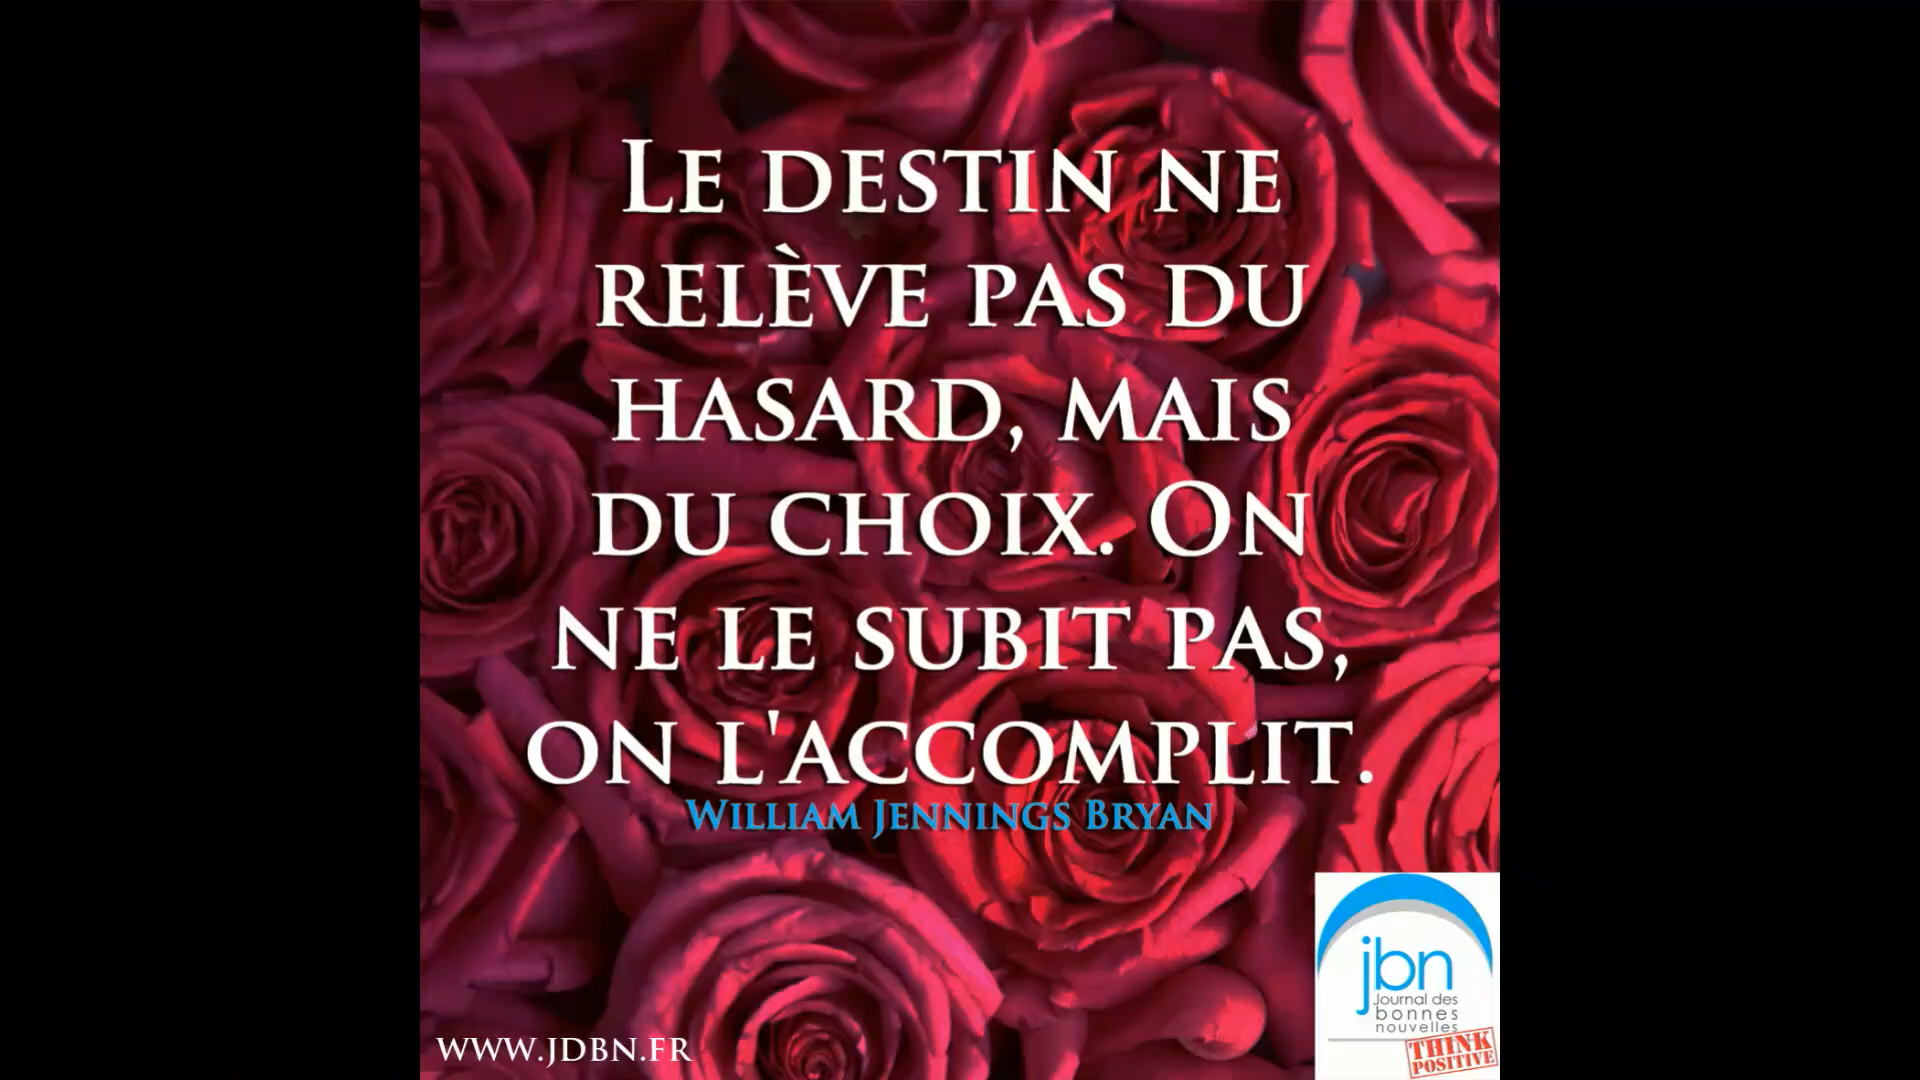 LE DESTIN NE
RELÈVE PAS DU
HASARD, MAIS
DU CHOIX. ON
NE LE SUBIT PAS,
ON L'ACCOMPLIT.
WILLIAM JENNINGS BRYAN
jbn
Journal des
bonnes
nouvelles
THINK
POSITIVE
WWW.JDBN.FR